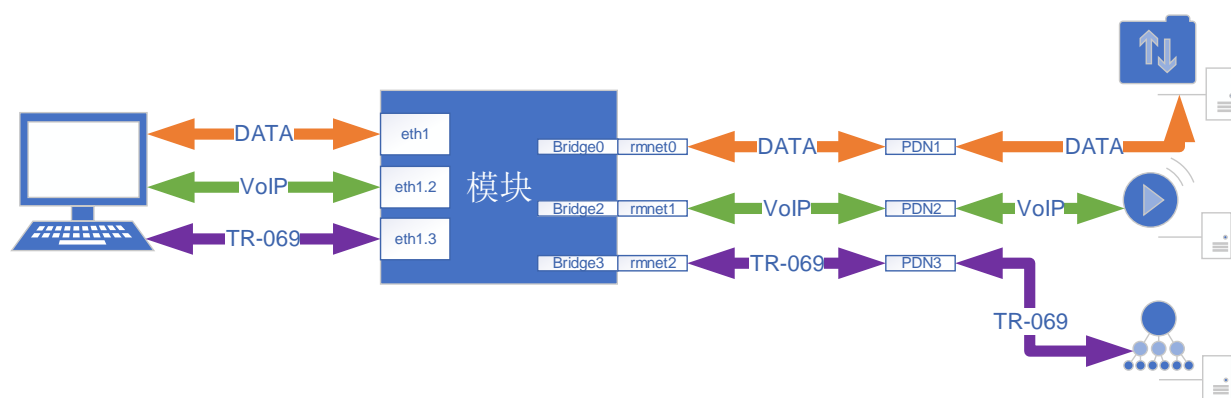 DATA
eth1
Bridge0 rmnet0
DATA
PDN1
DATA
VoIP
eth1.2
模块
Bridge2 rmnet1
VoIP
PDN2
VoIP
TR-069
eth1.3
Bridge3 rmnet2
TR-069
PDN3
TR-069